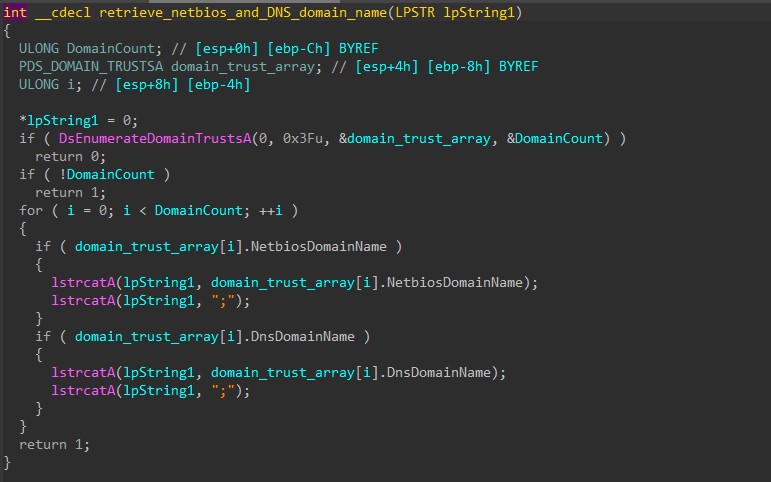 int __cdecl retrieve_netbios_and_DNS_domain_name(LPSTR lpString1)
{
  ULONG DomainCount; // [esp+0h] [ebp-Ch] BYREF
  PDS_DOMAIN_TRUSTSA domain_trust_array; // [esp+4h] [ebp-8h] BYREF
  ULONG i; // [esp+8h] [ebp-4h]

  *lpString1 = 0;
  if ( DsEnumerateDomainTrustsA(0, 0x3Fu, &domain_trust_array, &DomainCount) )
    return 0;
  if ( !DomainCount )
    return 1;
  for ( i = 0; i < DomainCount; ++i )
  {
    if ( domain_trust_array[i].NetbiosDomainName )
    {
      lstrcatA(lpString1, domain_trust_array[i].NetbiosDomainName);
      lstrcatA(lpString1, ";");
    }
    if ( domain_trust_array[i].DnsDomainName )
    {
      lstrcatA(lpString1, domain_trust_array[i].DnsDomainName);
      lstrcatA(lpString1, ";");
    }
  }
  return 1;
}